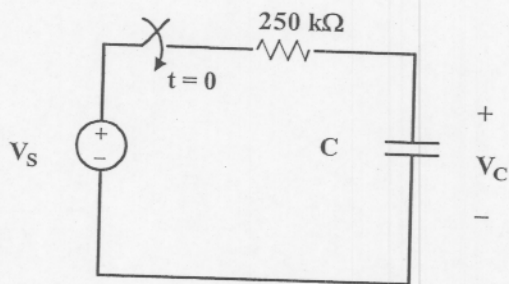 250 kΩ
t = 0
+
–
V_S
C
+
V_C
–